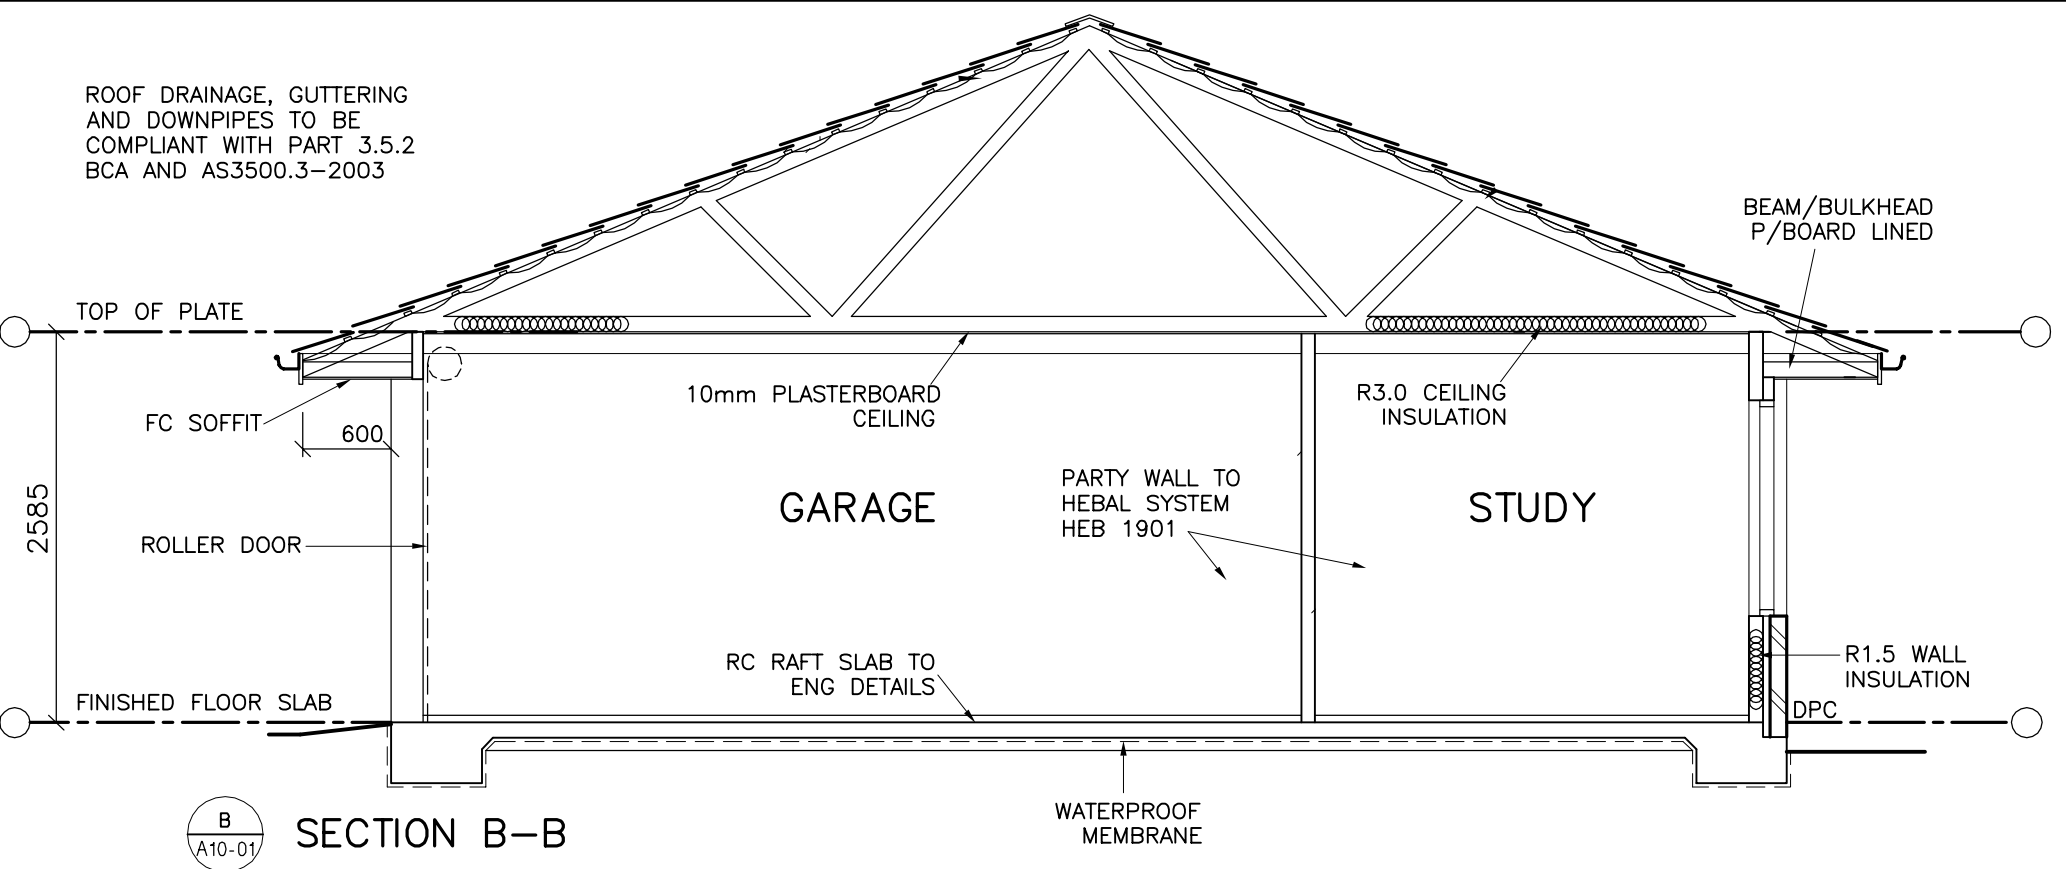 ROOF DRAINAGE, GUTTERING
AND DOWNPIPES TO BE
COMPLIANT WITH PART 3.5.2
BCA AND AS3500.3-2003
BEAM/BULKHEAD
P/BOARD LINED
TOP OF PLATE
10mm PLASTERBOARD
CEILING
R3.0 CEILING
INSULATION
FC SOFFIT
600
2585
GARAGE
PARTY WALL TO
HEBAL SYSTEM
HEB 1901
STUDY
ROLLER DOOR
RC RAFT SLAB TO
ENG DETAILS
R1.5 WALL
INSULATION
FINISHED FLOOR SLAB
DPC
WATERPROOF
MEMBRANE
B
A10-01
SECTION B-B